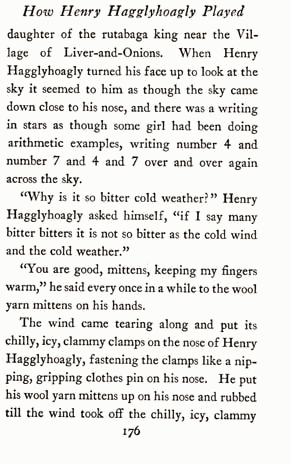 How Henry Hagglyhoagly Played
daughter of the rutabaga king near the Vil-
lage of Liver-and-Onions. When Henry
Hagglyhoagly turned his face up to look at the
sky it seemed to him as though the sky came
down close to his nose, and there was a writing
in stars as though some girl had been doing
arithmetic examples, writing number 4 and
number 7 and 4 and 7 over and over again
across the sky.
“Why is it so bitter cold weather?” Henry
Hagglyhoagly asked himself, “if I say many
bitter bitters it is not so bitter as the cold wind
and the cold weather.”
“You are good, mittens, keeping my fingers
warm,” he said every once in a while to the wool
yarn mittens on his hands.
The wind came tearing along and put its
chilly, icy, clammy clamps on the nose of Henry
Hagglyhoagly, fastening the clamps like a nip-
ping, gripping clothes pin on his nose. He put
his wool yarn mittens up on his nose and rubbed
till the wind took off the chilly, icy, clammy
176